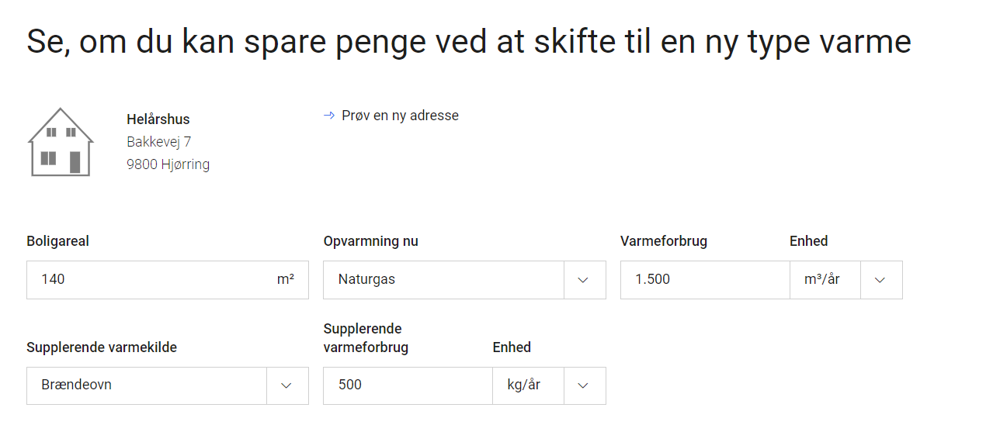 Se, om du kan spare penge ved at skifte til en ny type varme
Helårshus
Bakkevej 7
9800 Hjørring
Prøv en ny adresse
Boligareal
140 m²
Opvarmning nu
Naturgas
Varmeforbrug Enhed
1.500 m³/år
Supplerende varmekilde
Brændeovn
Supplerende
varmeforbrug Enhed
500 kg/år